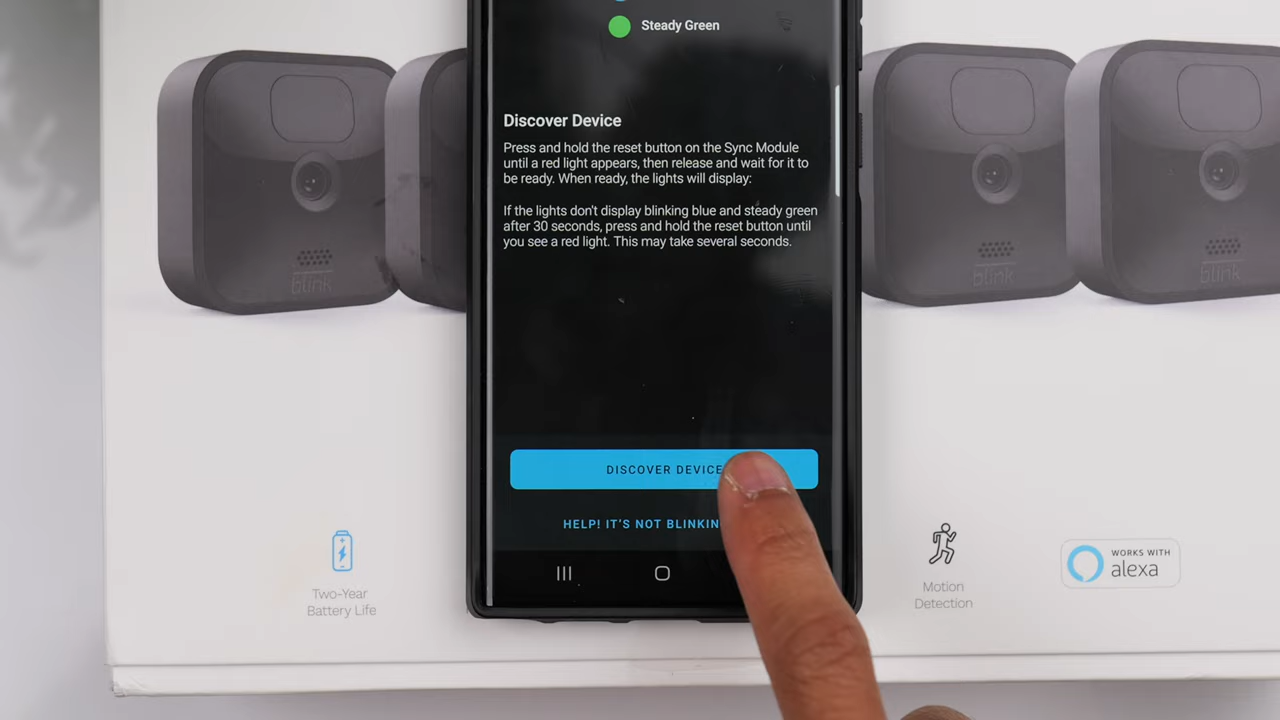 Steady Green
Discover Device
Press and hold the reset button on the Sync Module
until a red light appears, then release and wait for it to
be ready. When ready, the lights will display:
If the lights don't display blinking blue and steady green
after 30 seconds, press and hold the reset button until
you see a red light. This may take several seconds.
DISCOVER DEVICE
HELP! IT'S NOT BLINKING
blink
blink
blink
Two-Year
Battery Life
Motion
Detection
WORKS WITH
alexa